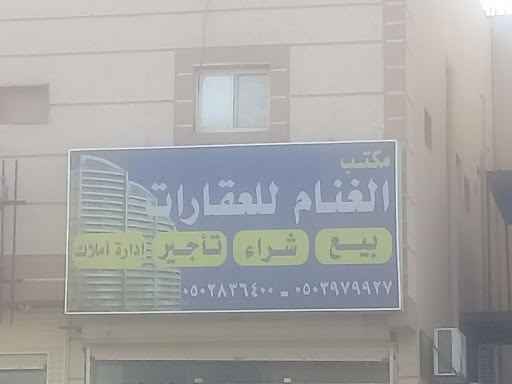 مكتب
الغنام للعقارات
بيع شراء تأجير إدارة أملاك
٠٥٠٢٨٣٦٤٠٠ - ٠٥٠٣٩٧٩٩٢٧